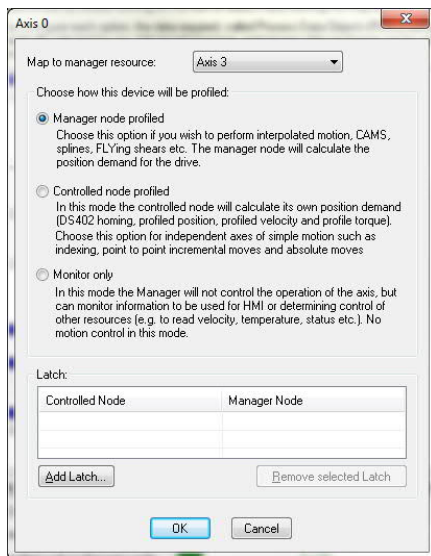 Axis 0
Map to manager resource: Axis 3
Choose how this device will be profiled:
Manager node profiled
Choose this option if you wish to perform interpolated motion, CAMS,
splines, FLYing shears etc. The manager node will calculate the
position demand for the drive.
Controlled node profiled
In this mode the controlled node will calculate its own position demand
(DS402 homing, profiled position, profiled velocity and profile torque).
Choose this option for independent axes of simple motion such as
indexing, point to point incremental moves and absolute moves
Monitor only
In this mode the Manager will not control the operation of the axis, but
can monitor information to be used for HMI or determining control of
other resources (e.g. to read velocity, temperature, status etc.). No
motion control in this mode.
Latch:
Controlled Node Manager Node
Add Latch... Remove selected Latch
OK Cancel